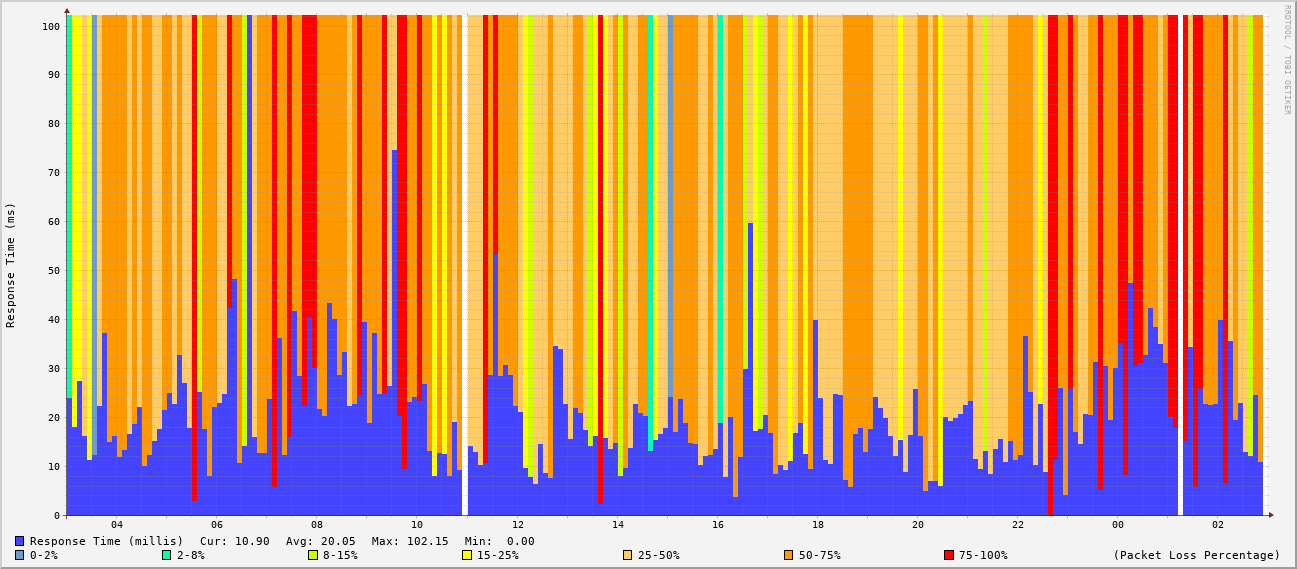 RRDTOOL / TOBI OETIKER
Response Time (ms)
100
90
80
70
60
50
40
30
20
10
0
04 06 08 10 12 14 16 18 20 22 00 02
Response Time (millis) Cur: 10.90 Avg: 20.05 Max: 102.15 Min: 0.00
0-2% 2-8% 8-15% 15-25% 25-50% 50-75% 75-100% (Packet Loss Percentage)